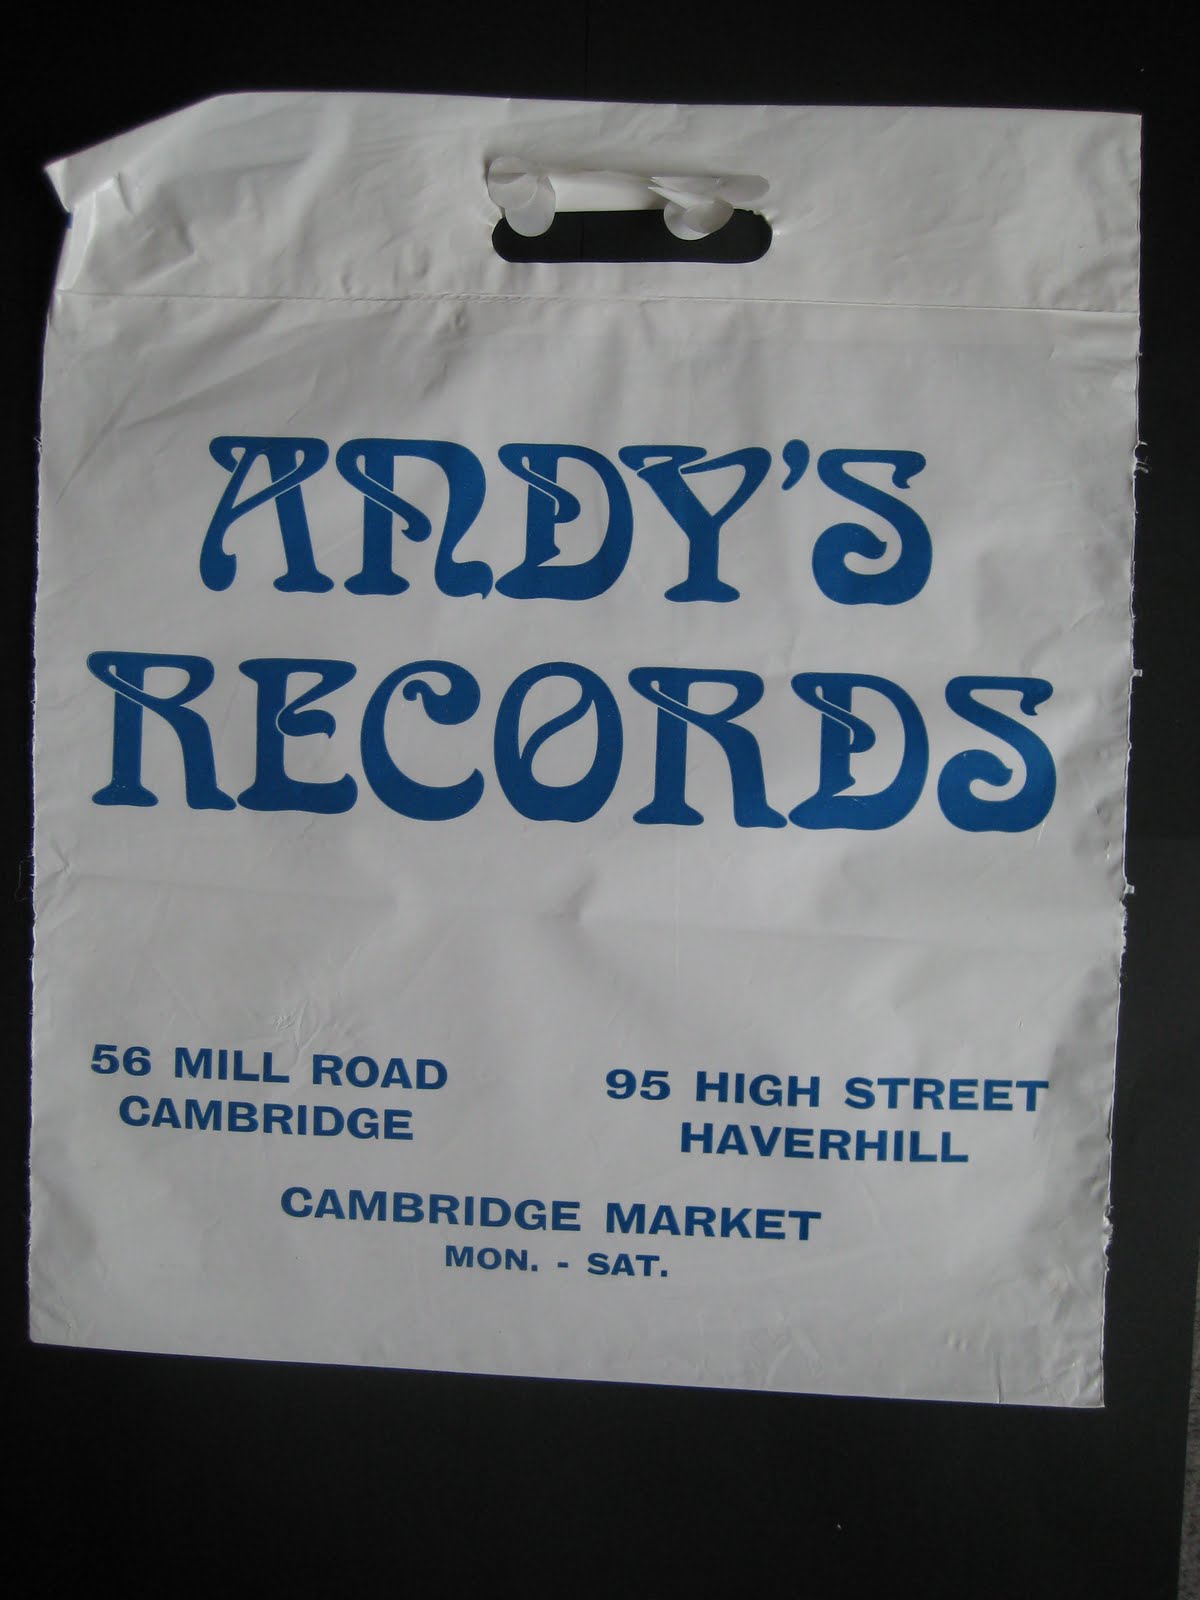 ANDY'S
RECORDS
56 MILL ROAD
CAMBRIDGE
95 HIGH STREET
HAVERHILL
CAMBRIDGE MARKET
MON. - SAT.